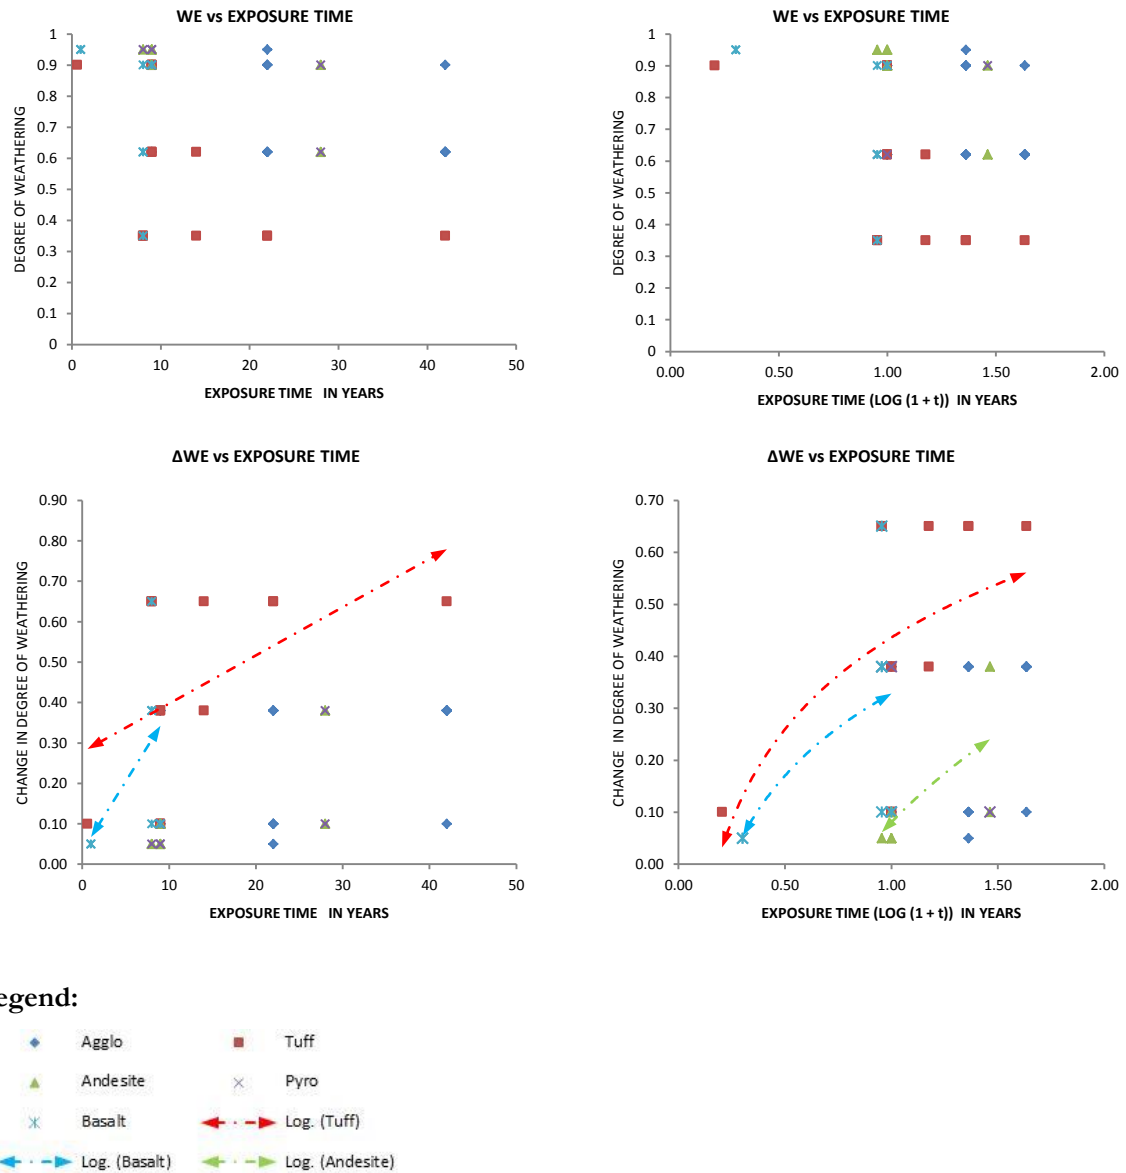 WE vs EXPOSURE TIME
1
0.9
0.8
0.7
0.6
0.5
0.4
0.3
0.2
0.1
0
DEGREE OF WEATHERING
0 10 20 30 40 50
EXPOSURE TIME IN YEARS
WE vs EXPOSURE TIME
1
0.9
0.8
0.7
0.6
0.5
0.4
0.3
0.2
0.1
0
DEGREE OF WEATHERING
0.00 1.00 1.50 2.00
EXPOSURE TIME (LOG (1 + t)) IN YEARS
ΔWE vs EXPOSURE TIME
0.90
0.80
0.70
0.60
0.50
0.40
0.30
0.20
0.10
0.00
CHANGE IN DEGREE OF WEATHERING
0 10 20 30 40 50
EXPOSURE TIME IN YEARS
ΔWE vs EXPOSURE TIME
0.70
0.60
0.50
0.40
0.30
0.20
0.10
0.00
CHANGE IN DEGREE OF WEATHERING
0.00 0.50 1.00 1.50 2.00
EXPOSURE TIME (LOG (1 + t)) IN YEARS
egend:
Agglo Tuff
Andesite Pyro
Basalt Log. (Tuff)
Log. (Basalt) Log. (Andesite)